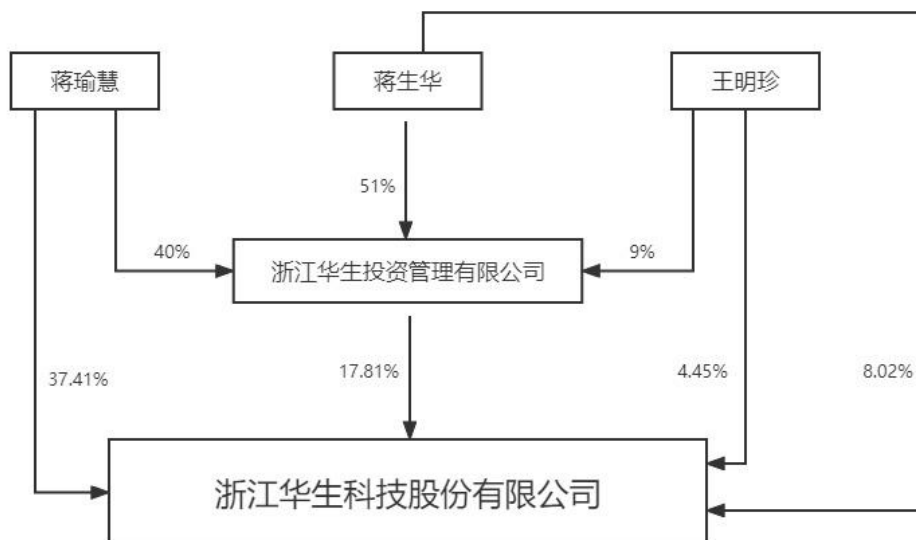 蒋瑜慧
蒋生华
王明珍
51%
40%
9%
浙江华生投资管理有限公司
37.41%
17.81%
4.45%
8.02%
浙江华生科技股份有限公司